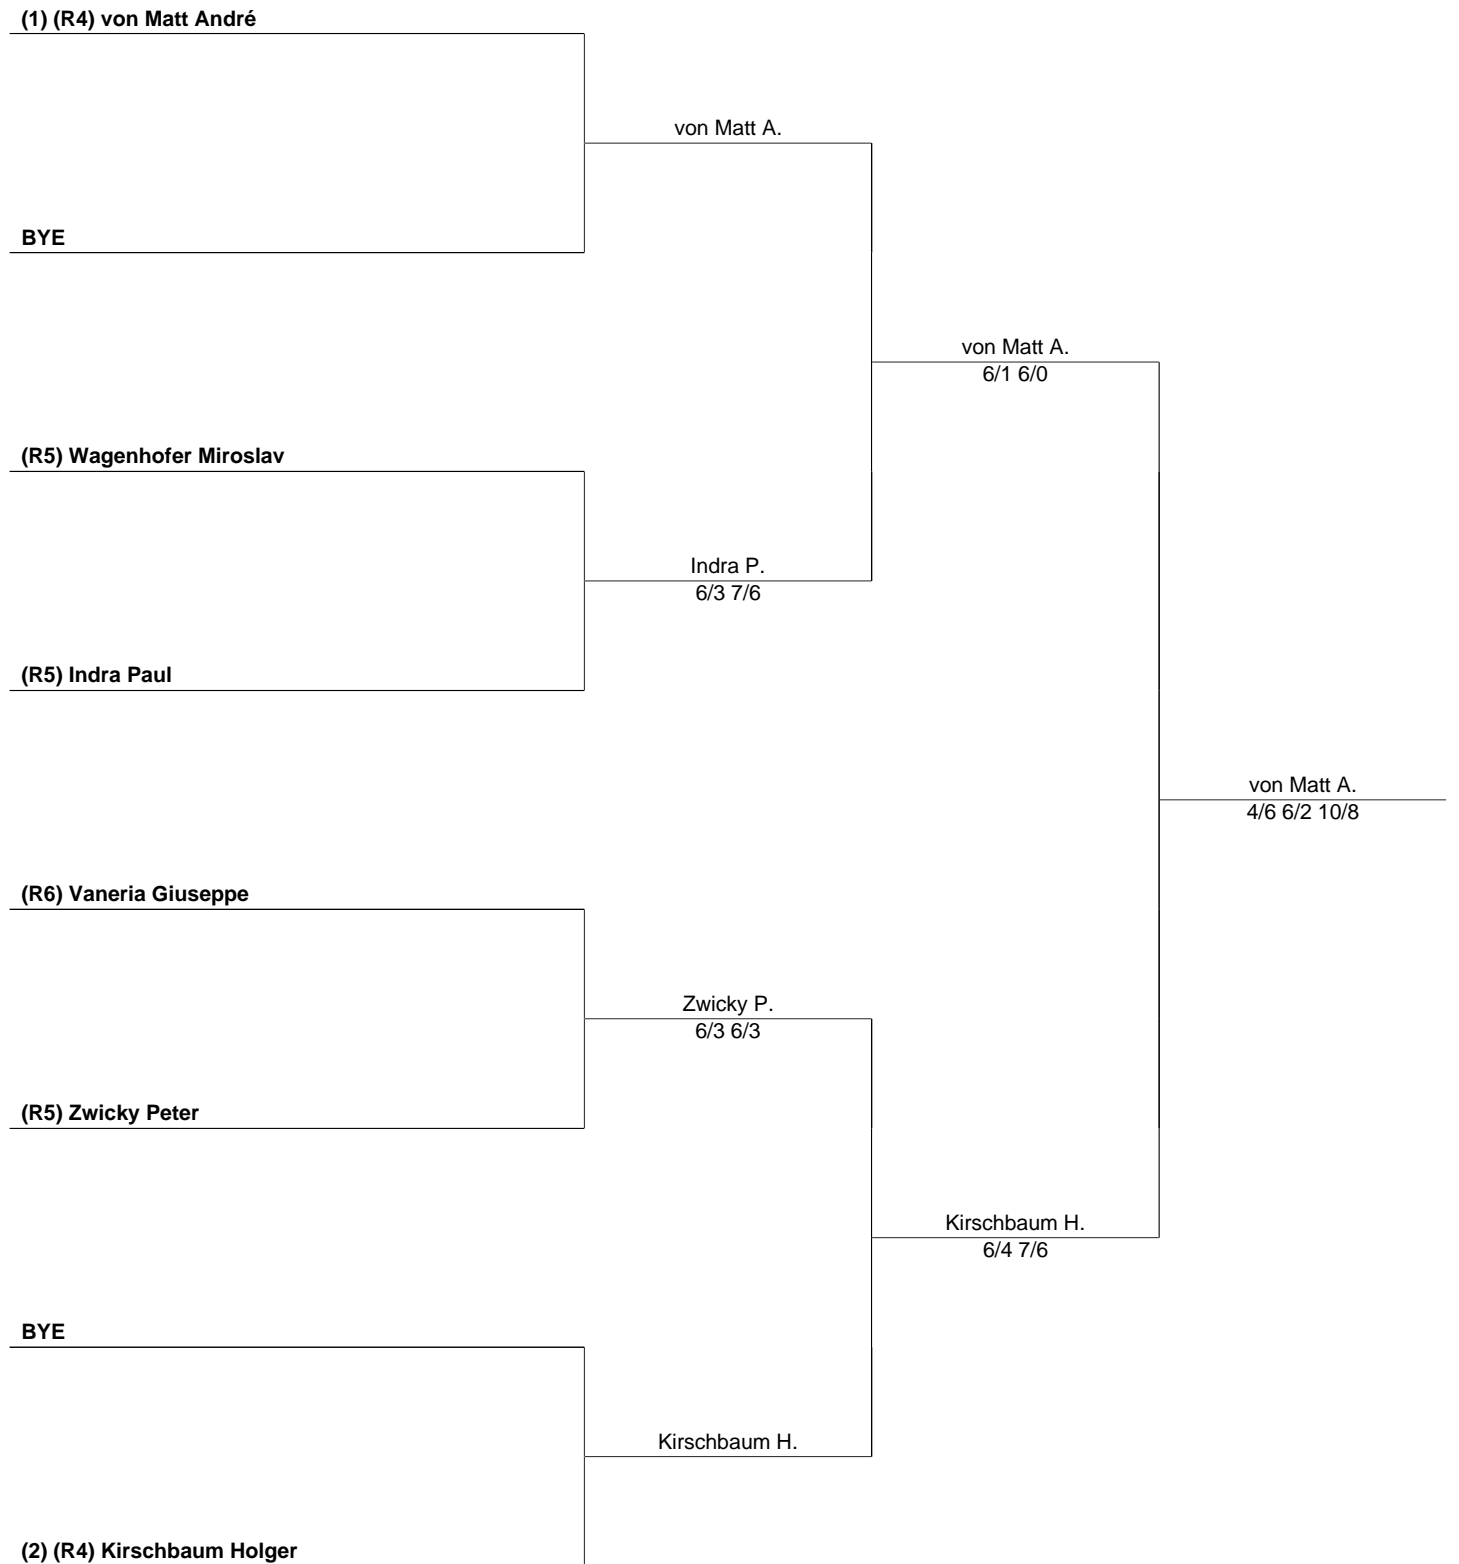 (1) (R4) von Matt André
von Matt A.
BYE
von Matt A.
6/1 6/0
(R5) Wagenhofer Miroslav
Indra P.
6/3 7/6
(R5) Indra Paul
von Matt A.
4/6 6/2 10/8
(R6) Vaneria Giuseppe
Zwicky P.
6/3 6/3
(R5) Zwicky Peter
Kirschbaum H.
6/4 7/6
BYE
Kirschbaum H.
(2) (R4) Kirschbaum Holger